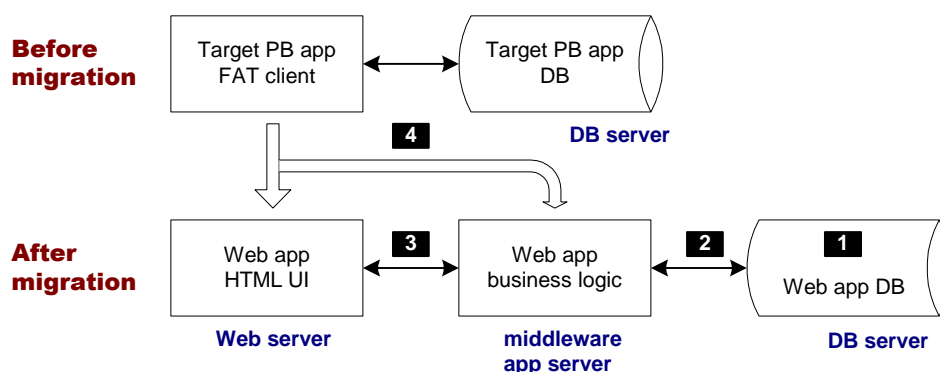 Before
migration
Target PB app
FAT client
Target PB app
DB
DB server
4
After
migration
Web app
HTML UI
3
Web app
business logic
2
1
Web app DB
Web server
middleware
app server
DB server